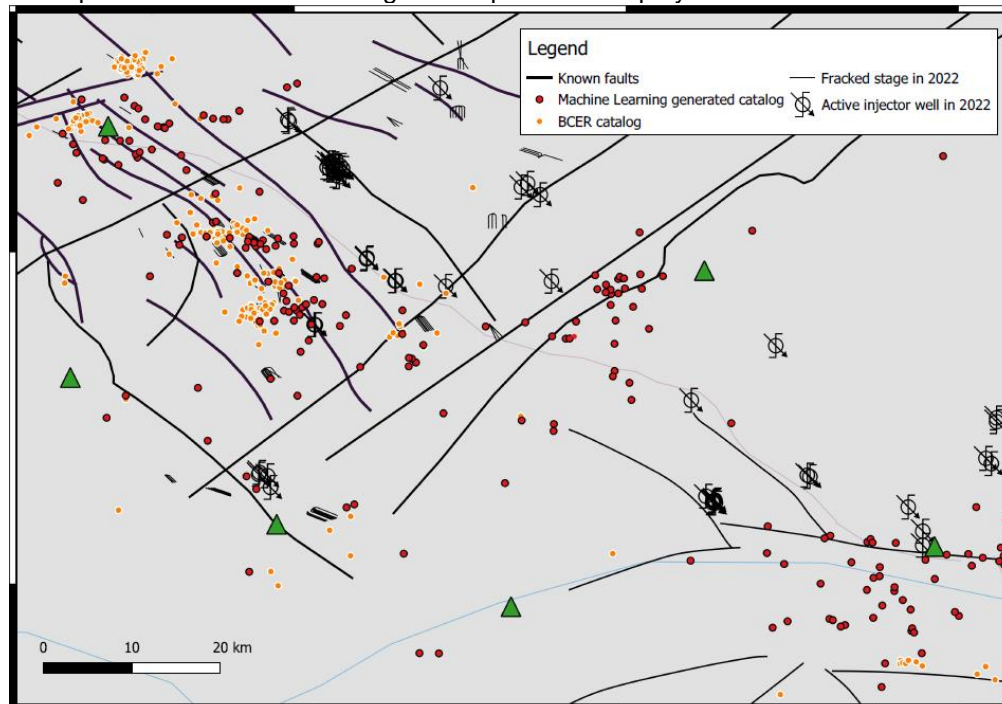 Legend
Known faults
Machine Learning generated catalog
BCER catalog
Fracked stage in 2022
Active injector well in 2022
0 10 20 km